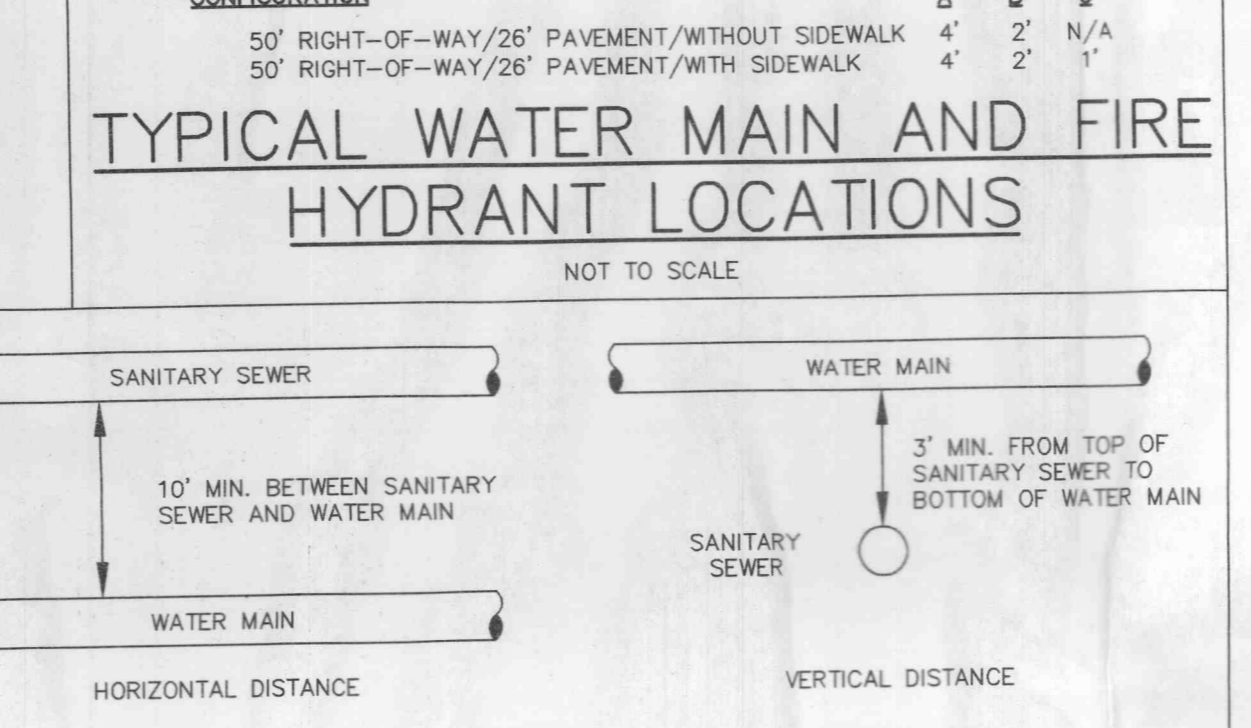 CONFIGURATION
50' RIGHT-OF-WAY/26' PAVEMENT/WITHOUT SIDEWALK 4' 2' N/A
50' RIGHT-OF-WAY/26' PAVEMENT/WITH SIDEWALK 4' 2' 1'
TYPICAL WATER MAIN AND FIRE
HYDRANT LOCATIONS
NOT TO SCALE
SANITARY SEWER
10' MIN. BETWEEN SANITARY
SEWER AND WATER MAIN
WATER MAIN
HORIZONTAL DISTANCE
WATER MAIN
3' MIN. FROM TOP OF
SANITARY SEWER TO
BOTTOM OF WATER MAIN
SANITARY
SEWER
VERTICAL DISTANCE